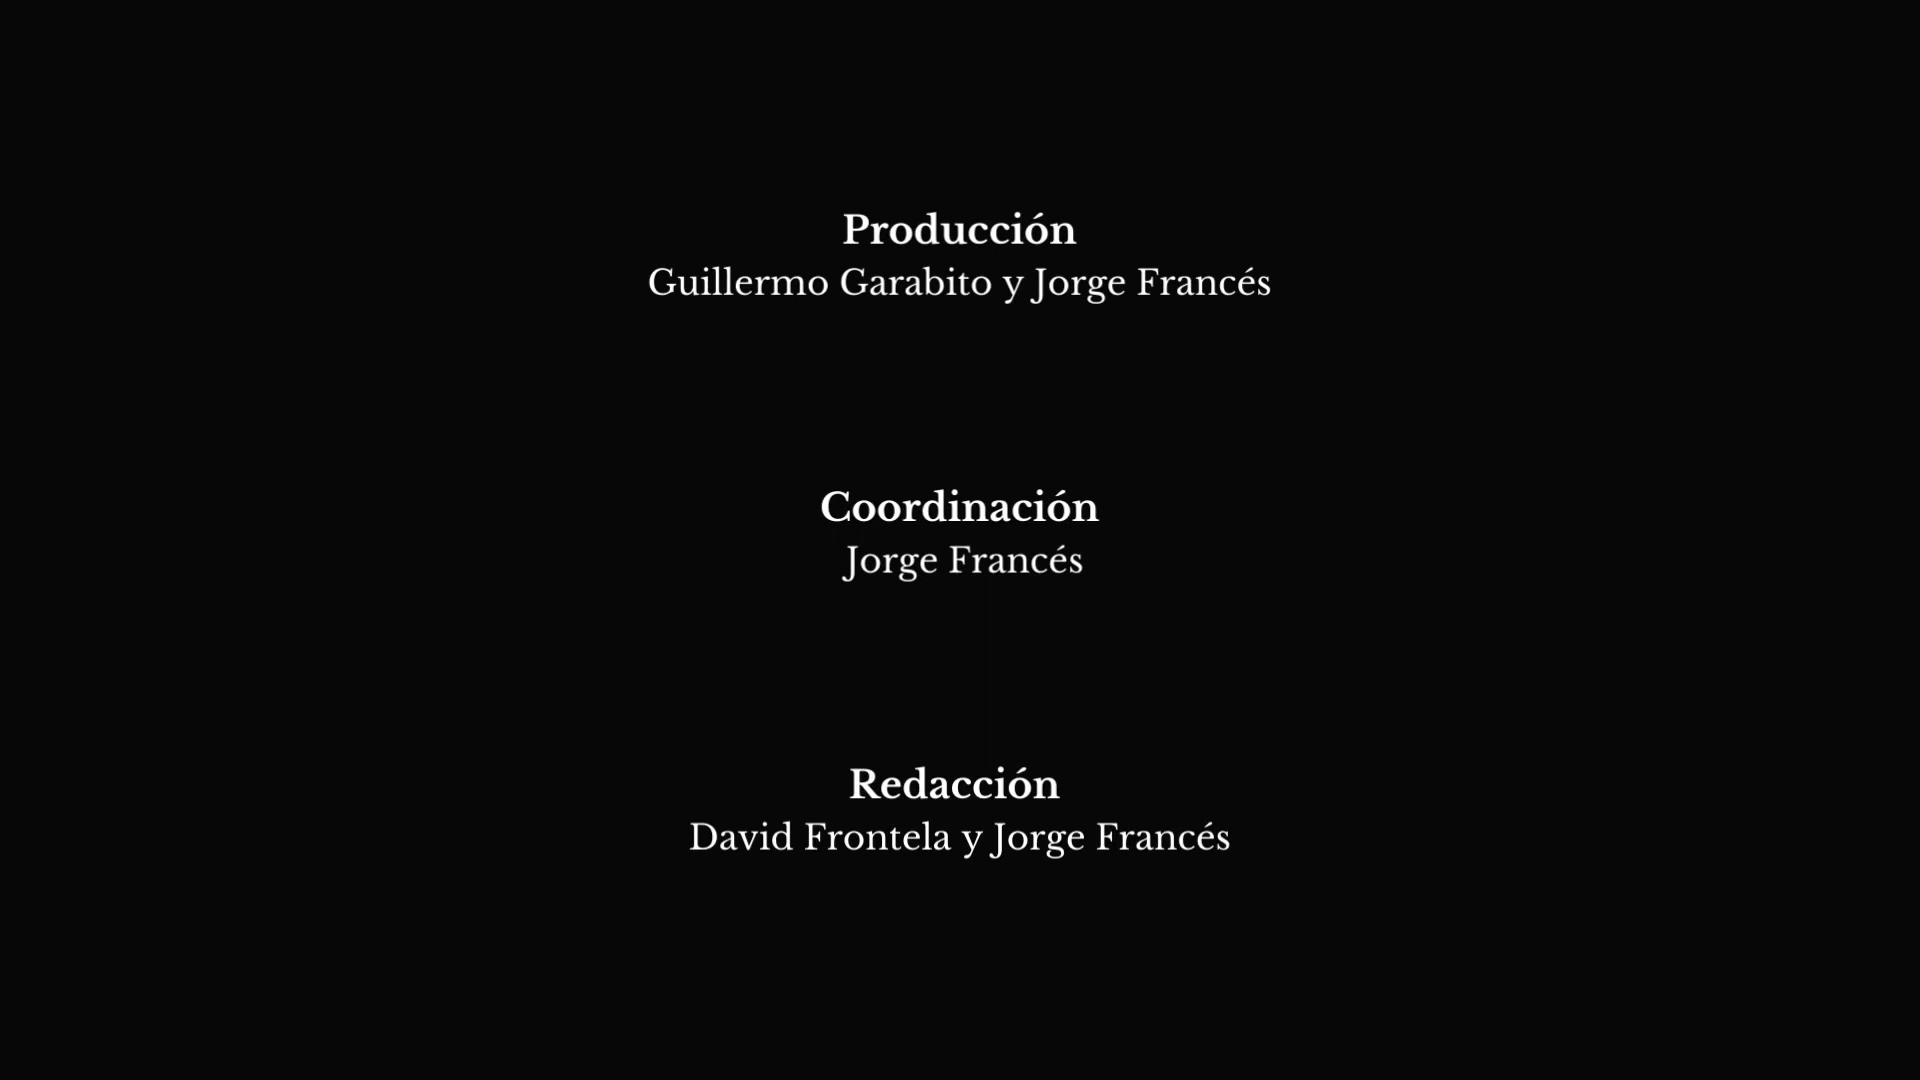 Producción
Guillermo Garabito y Jorge Francés
Coordinación
Jorge Francés
Redacción
David Frontela y Jorge Francés